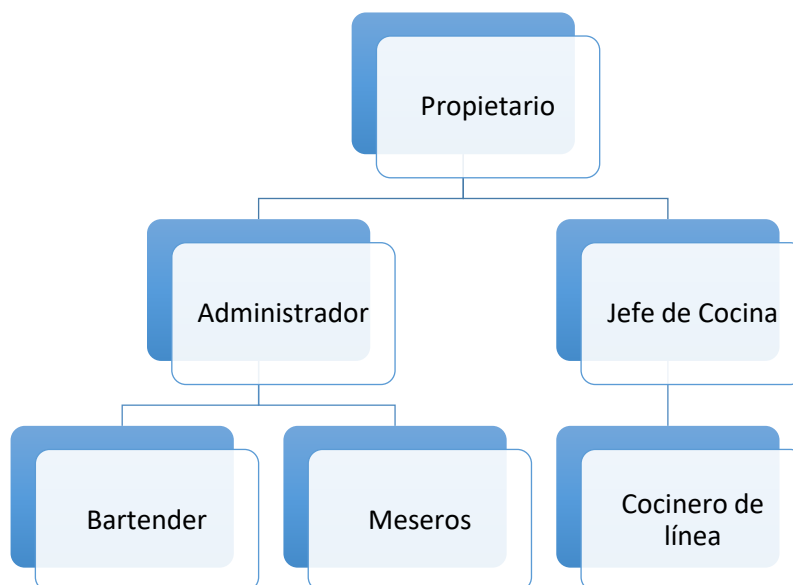 Propietario
Administrador
Jefe de Cocina
Bartender
Meseros
Cocinero de
línea